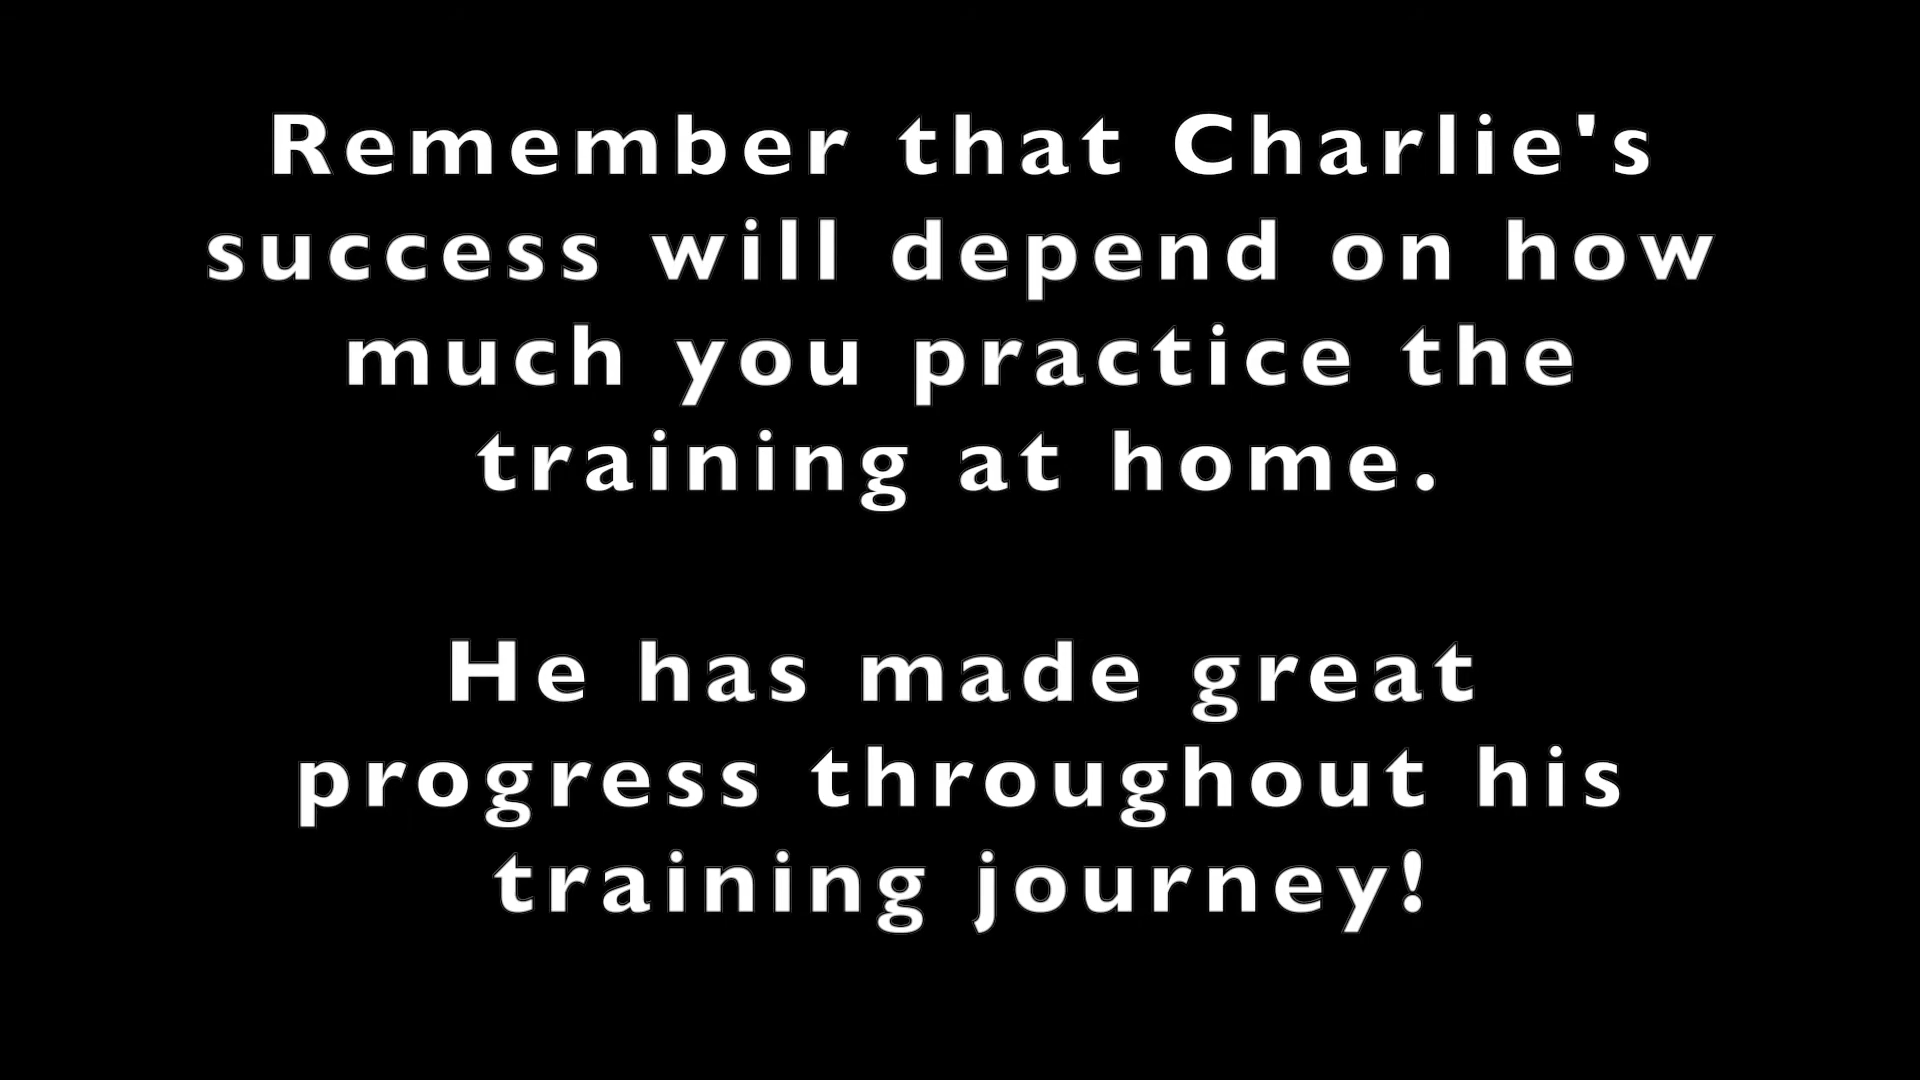 Remember that Charlie's
success will depend on how
much you practice the
training at home.
He has made great
progress throughout his
training journey!